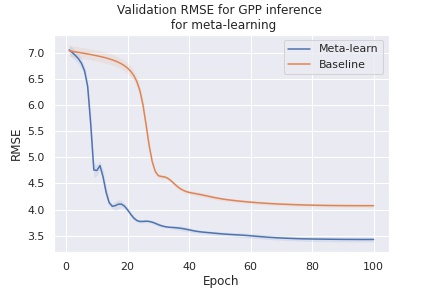 Validation RMSE for GPP inference
for meta-learning
Meta-learn
Baseline
7.0
6.5
6.0
5.5
5.0
4.5
4.0
3.5
RMSE
0 20 40 60 80 100
Epoch